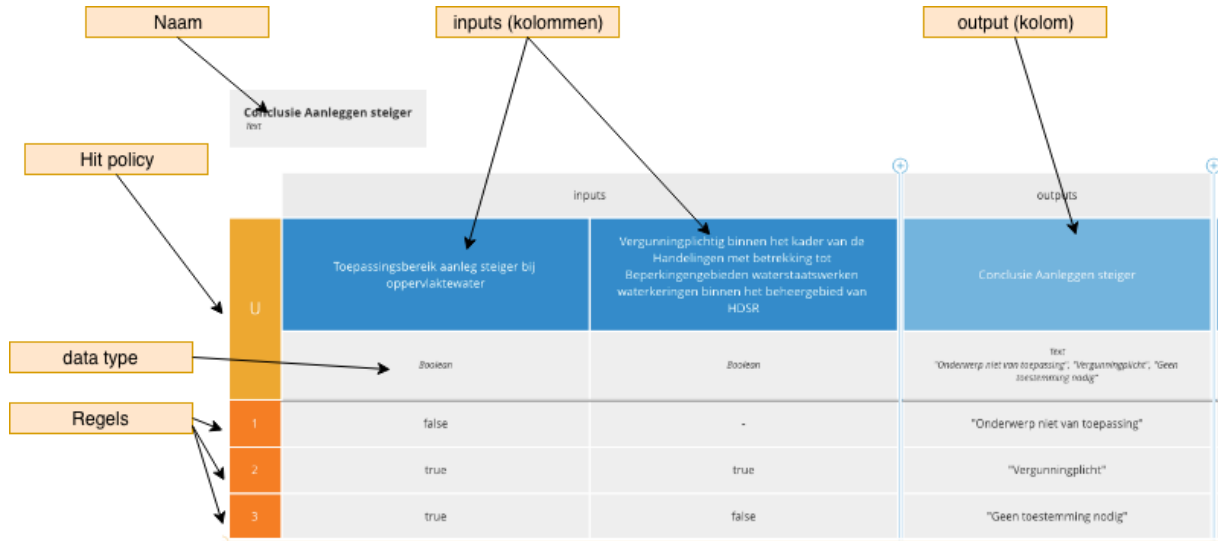 Naam
inputs (kolommen)
output (kolom)
Conclusie Aanleggen steiger
Text
Hit policy
inputs
outputs
U
Toepassingsbereik aanleg steiger bij
oppervlaktewater
Vergunningplichtig binnen het kader van de
Handelingen met betrekking tot
Beperkingengebieden waterstaatswerken
waterkeringen binnen het beheergebied van
HDSR
Conclusie Aanleggen steiger
data type
Boolean
Boolean
Text
"Onderwerp niet van toepassing", "Vergunningplicht", "Geen
toestemming nodig"
Regels
1
false
-
"Onderwerp niet van toepassing"
2
true
true
"Vergunningplicht"
3
true
false
"Geen toestemming nodig"